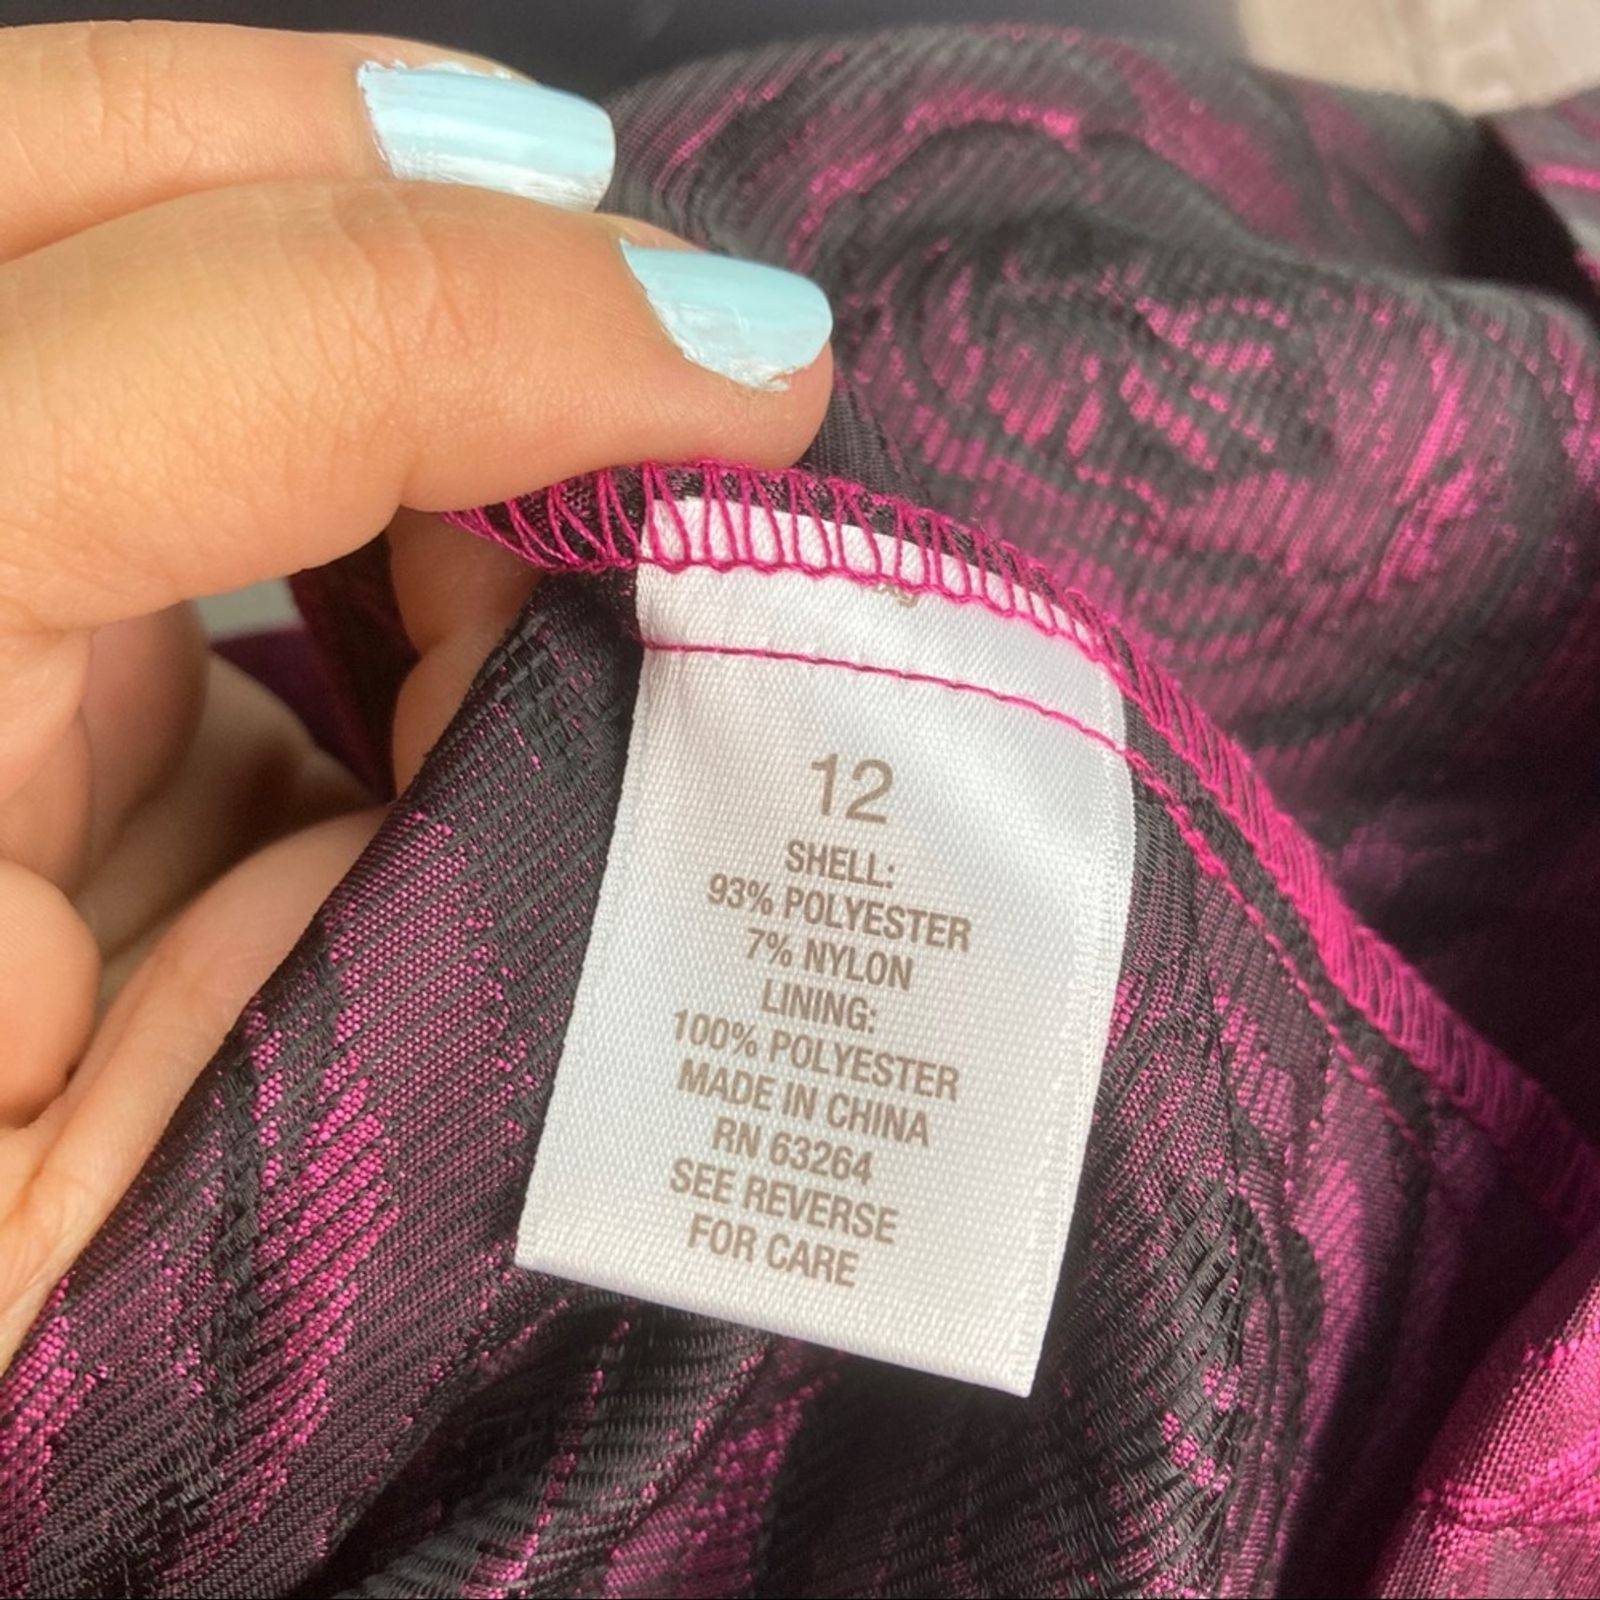 12
SHELL:
93% POLYESTER
7% NYLON
LINING:
100% POLYESTER
MADE IN CHINA
RN 63264
SEE REVERSE
FOR CARE